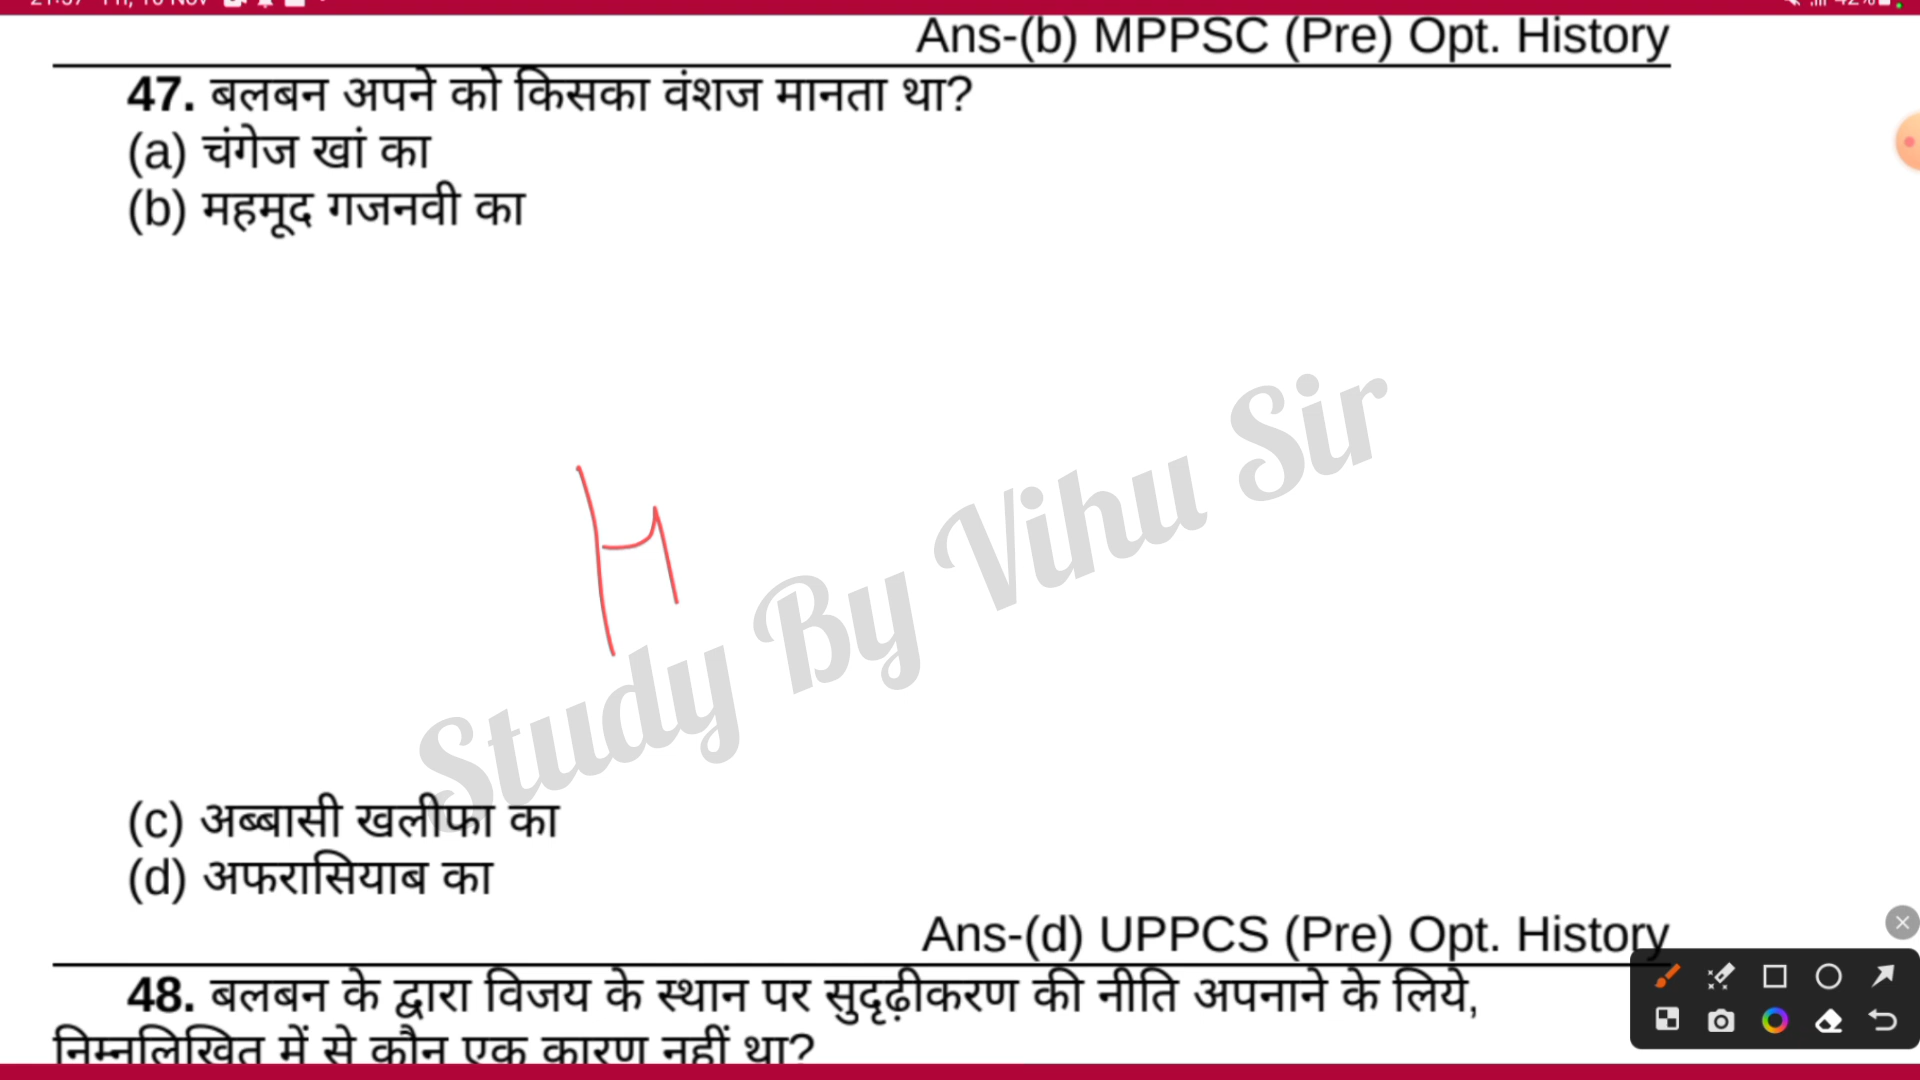 Ans-(b) MPPSC (Pre) Opt. History
47. बलबन अपने को किसका वंशज मानता था?
(a) चंगेज खां का
(b) महमूद गजनवी का
H
Study By Vihu Sir
(c) अब्बासी खलीफा का
(d) अफरासियाब का
Ans-(d) UPPCS (Pre) Opt. History
48. बलबन के द्वारा विजय के स्थान पर सुदृढ़ीकरण की नीति अपनाने के लिये,
निम्नलिखित में से कौन एक कारण नहीं था?